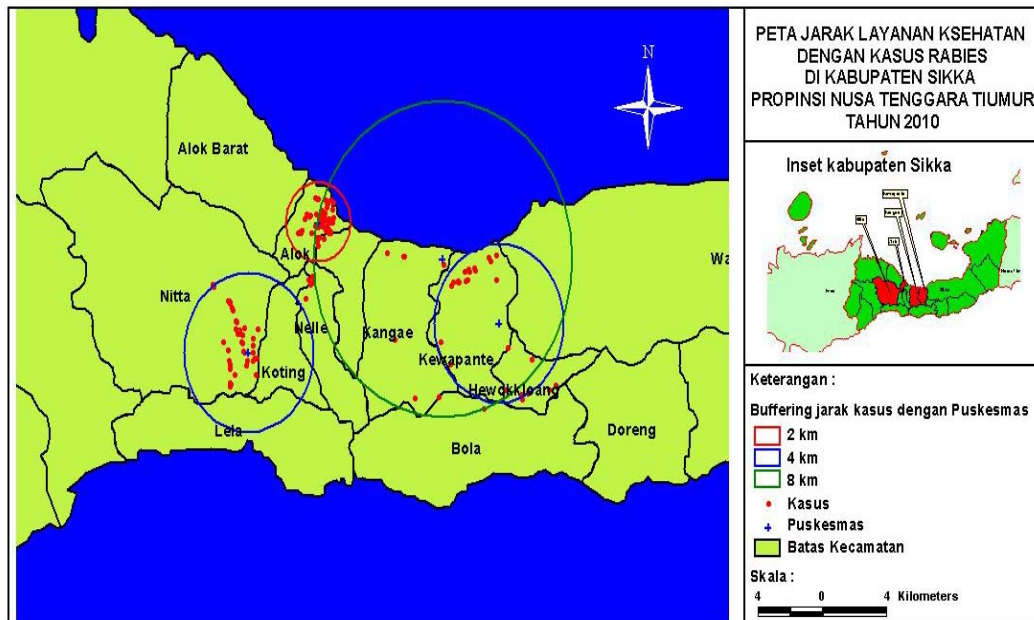 PETA JARAK LAYANAN KSEHATAN
DENGAN KASUS RABIES
DI KABUPATEN SIKKA
PROPINSI NUSA TENGGARA TIUMUR
TAHUN 2010
N
Alok Barat
Alok
Nitta
Nelle
Kangae
Wa
Koting
Kewapante
Hewokkloang
Lela
Bola
Doreng
Inset kabupaten Sikka
Keterangan :
Buffering jarak kasus dengan Puskesmas
2 km
4 km
8 km
Kasus
Puskesmas
Batas Kecamatan
Skala :
4 0 4 Kilometers